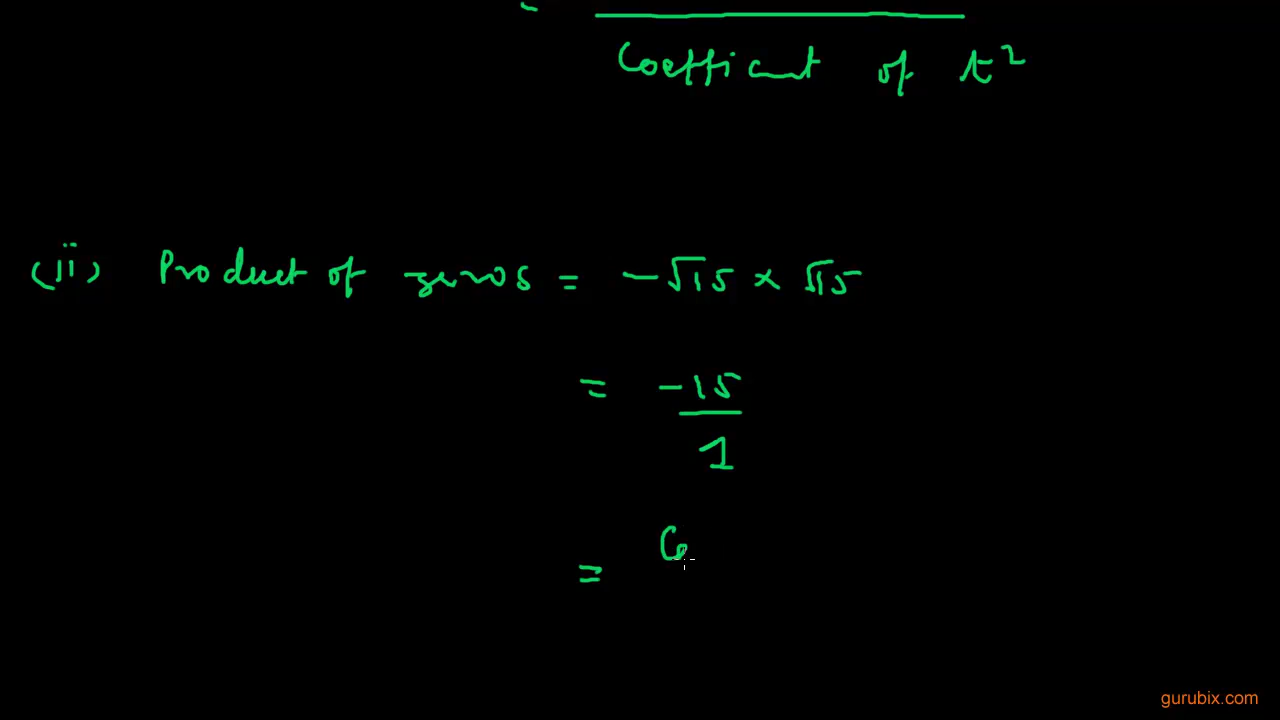 =
Coefficient of t²
(ii) Product of zeros = -√15 × √15
= -15
1
Co
=
gurubix.com